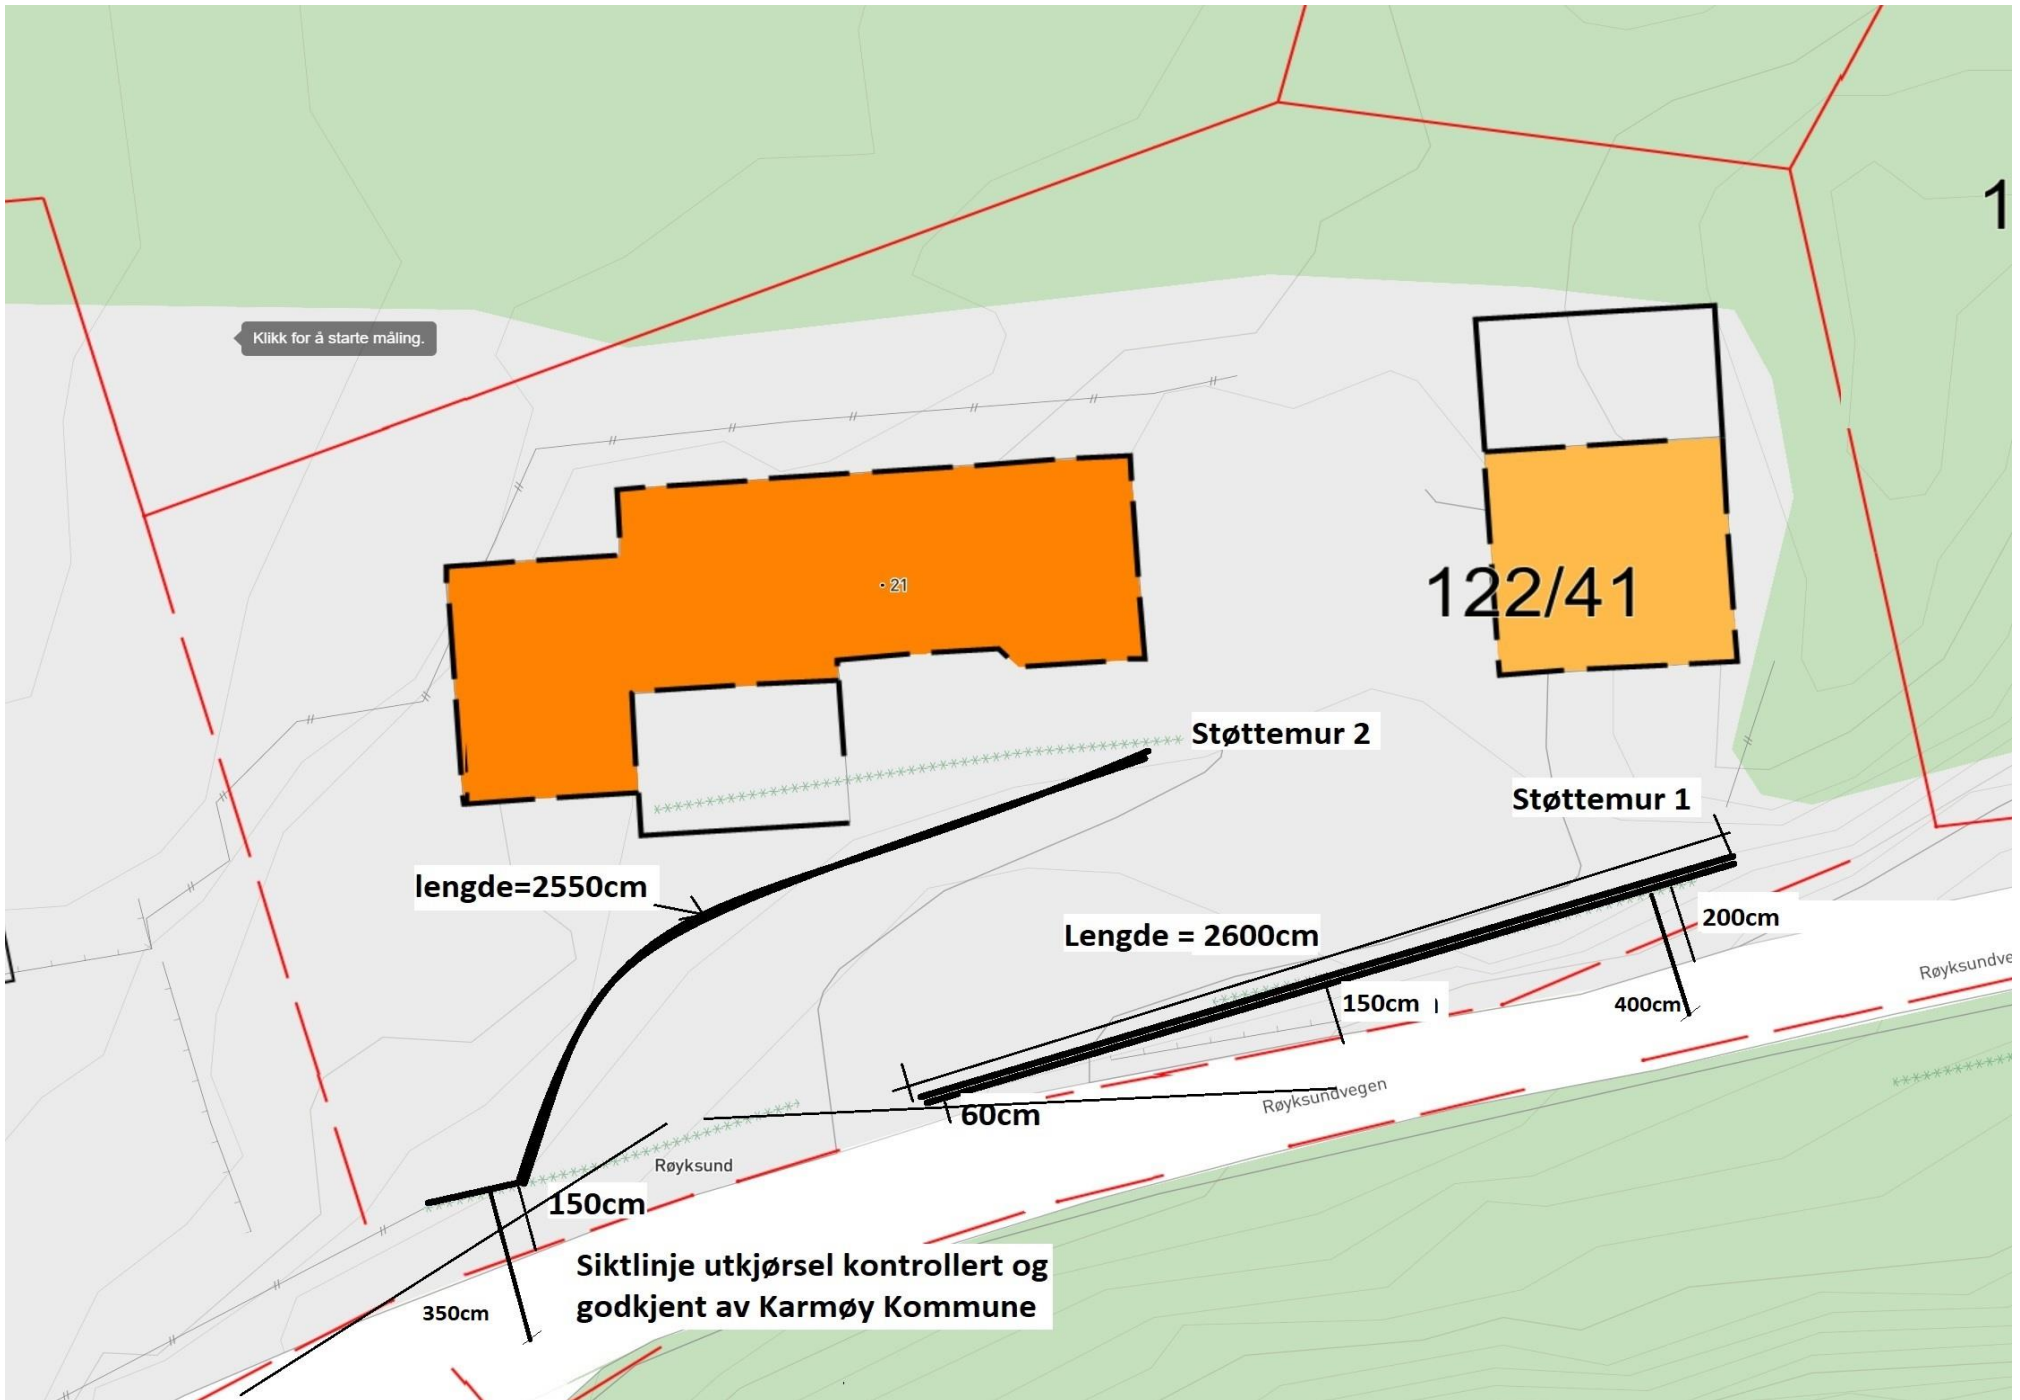 1
Klikk for å starte måling.
21
122/41
Støttemur 2
Støttemur 1
lengde=2550cm
Lengde = 2600cm
200cm
Røyksundve
150cm
400cm
Røyksundvegen
60cm
Røyksund
150cm
Siktlinje utkjørsel kontrollert og
godkjent av Karmøy Kommune
350cm